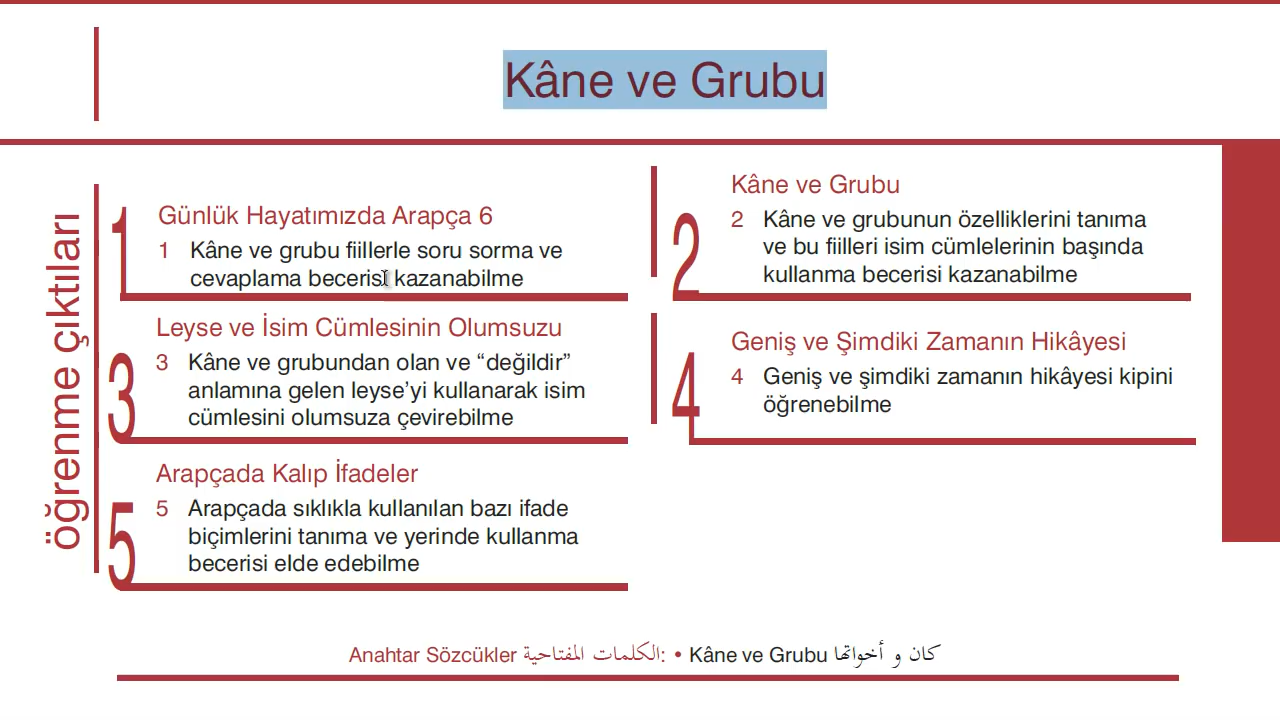 Kâne ve Grubu
öğrenme çıktıları
1
Günlük Hayatımızda Arapça 6
1 Kâne ve grubu fiillerle soru sorma ve
cevaplama becerisi kazanabilme
2
Kâne ve Grubu
2 Kâne ve grubunun özelliklerini tanıma
ve bu fiilleri isim cümlelerinin başında
kullanma becerisi kazanabilme
3
Leyse ve İsim Cümlesinin Olumsuzu
3 Kâne ve grubundan olan ve “değildir”
anlamına gelen leyse’yi kullanarak isim
cümlesini olumsuza çevirebilme
4
Geniş ve Şimdiki Zamanın Hikâyesi
4 Geniş ve şimdiki zamanın hikâyesi kipini
öğrenebilme
5
Arapçada Kalıp İfadeler
5 Arapçada sıklıkla kullanılan bazı ifade
biçimlerini tanıma ve yerinde kullanma
becerisi elde edebilme
Anahtar Sözcükler الكلمات المفتاحية: • Kâne ve Grubu كان و أخواتها